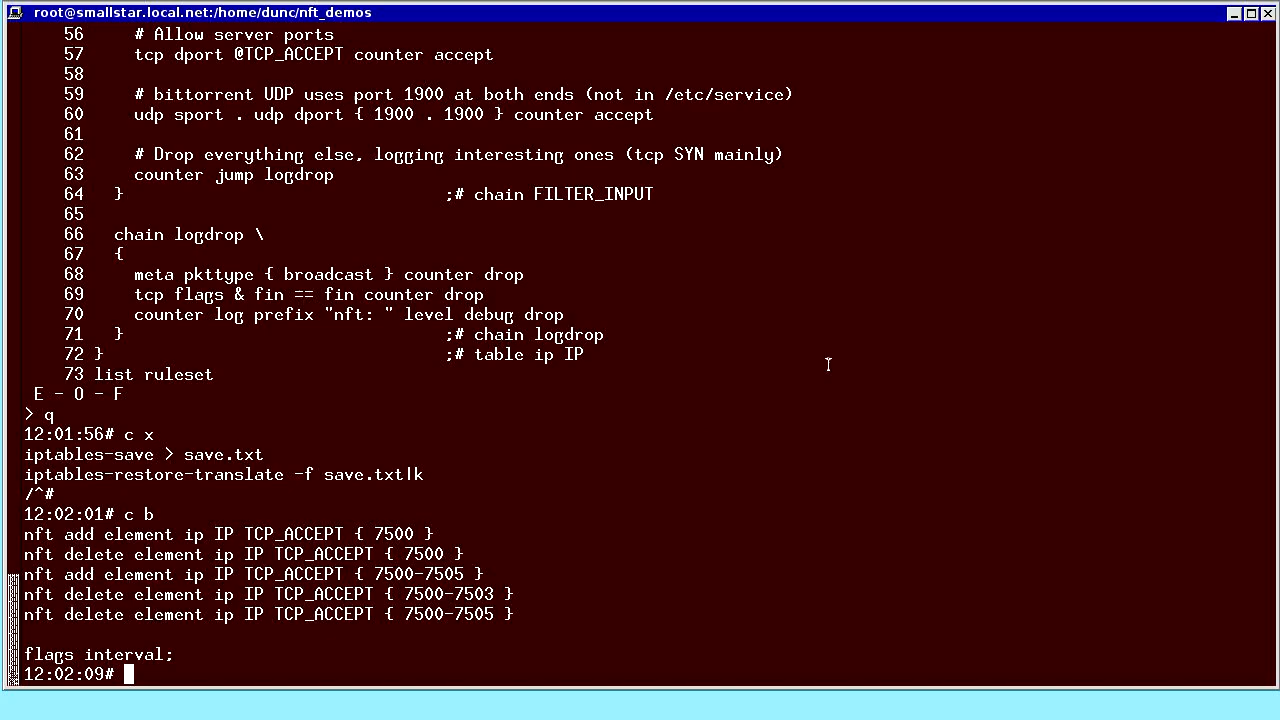 root@smallstar.local.net:/home/dunc/nft_demos
56 # Allow server ports
57 tcp dport @TCP_ACCEPT counter accept
58
59 # bittorrent UDP uses port 1900 at both ends (not in /etc/service)
60 udp sport . udp dport { 1900 . 1900 } counter accept
61
62 # Drop everything else, logging interesting ones (tcp SYN mainly)
63 counter jump logdrop
64 } ;# chain FILTER_INPUT
65
66 chain logdrop \
67 {
68 meta pkttype { broadcast } counter drop
69 tcp flags & fin == fin counter drop
70 counter log prefix "nft: " level debug drop
71 } ;# chain logdrop
72 } ;# table ip IP
73 list ruleset
E - O - F
> q
12:01:56# c x
iptables-save > save.txt
iptables-restore-translate -f save.txt|k
/^#
12:02:01# c b
nft add element ip IP TCP_ACCEPT { 7500 }
nft delete element ip IP TCP_ACCEPT { 7500 }
nft add element ip IP TCP_ACCEPT { 7500-7505 }
nft delete element ip IP TCP_ACCEPT { 7500-7503 }
nft delete element ip IP TCP_ACCEPT { 7500-7505 }
flags interval;
12:02:09#